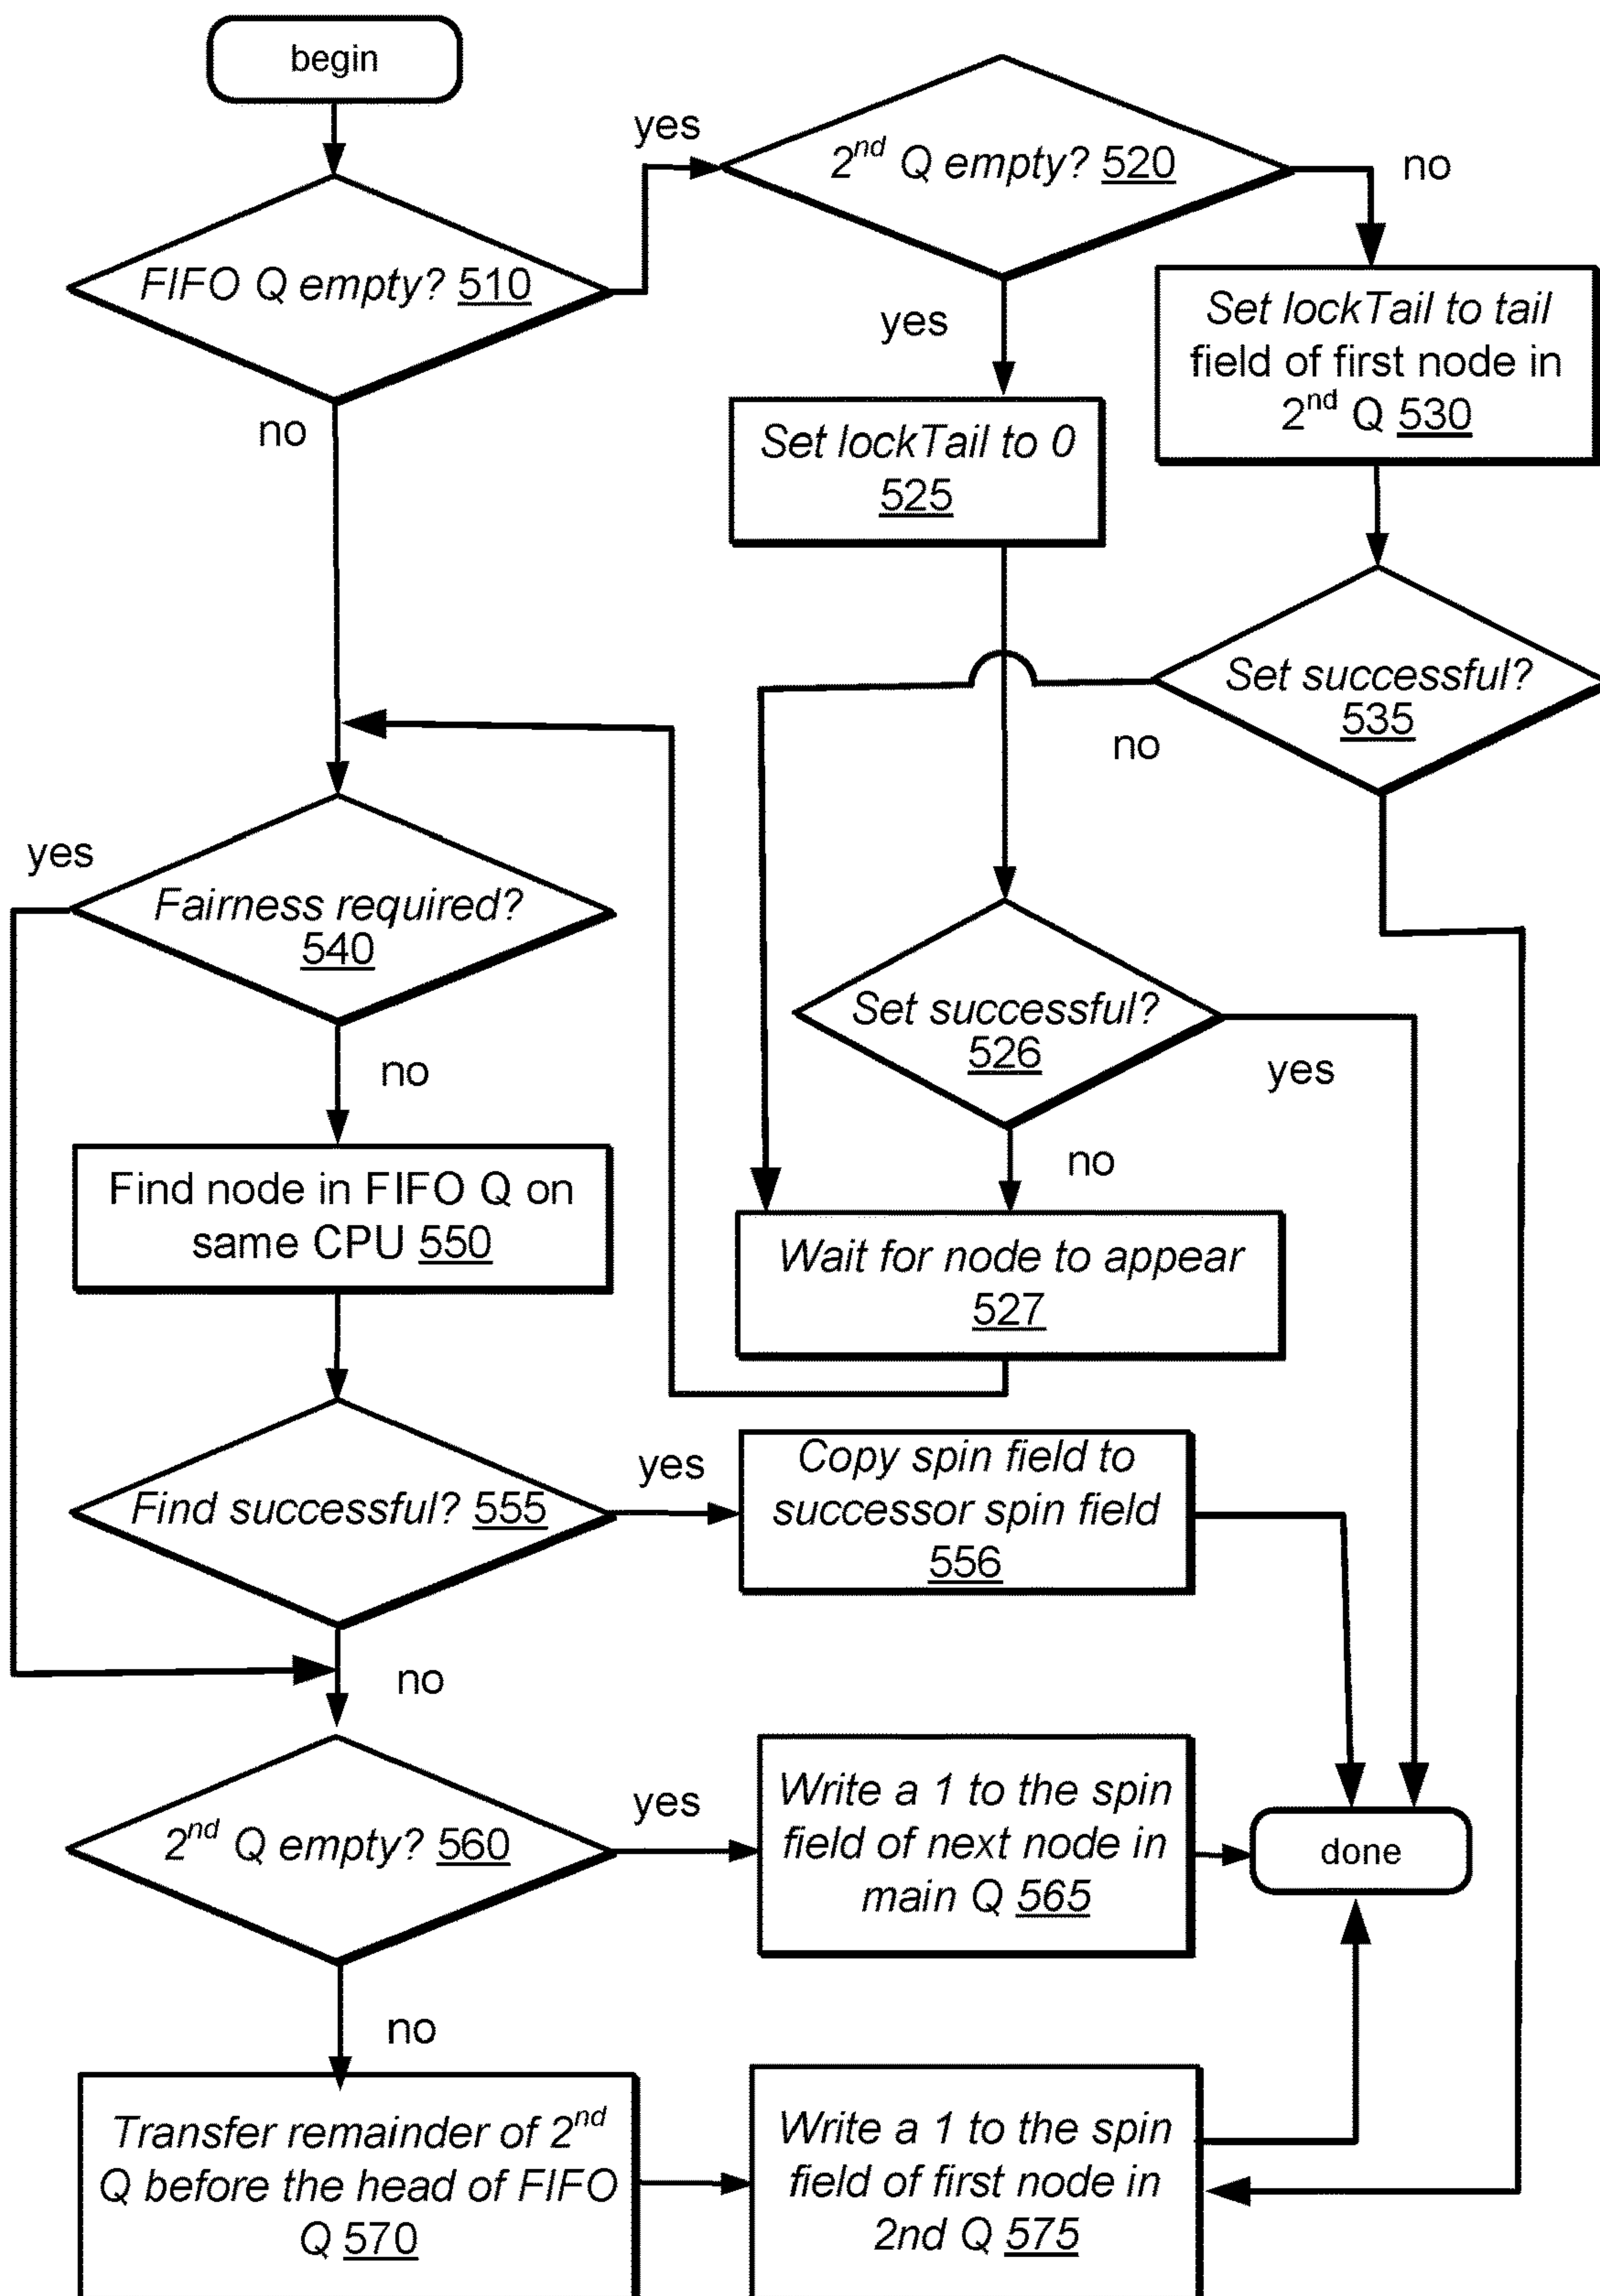 begin
yes
2nd Q empty? 520
no
FIFO Q empty? 510
no
yes
Set lockTail to tail
field of first node in
2nd Q 530
Set lockTail to 0
525
Set successful?
535
no
yes
Fairness required?
540
no
Set successful?
526
yes
no
Find node in FIFO Q on
same CPU 550
Wait for node to appear
527
Find successful? 555
yes
Copy spin field to
successor spin field
556
no
2nd Q empty? 560
yes
Write a 1 to the spin
field of next node in
main Q 565
done
no
Transfer remainder of 2nd
Q before the head of FIFO
Q 570
Write a 1 to the spin
field of first node in
2nd Q 575